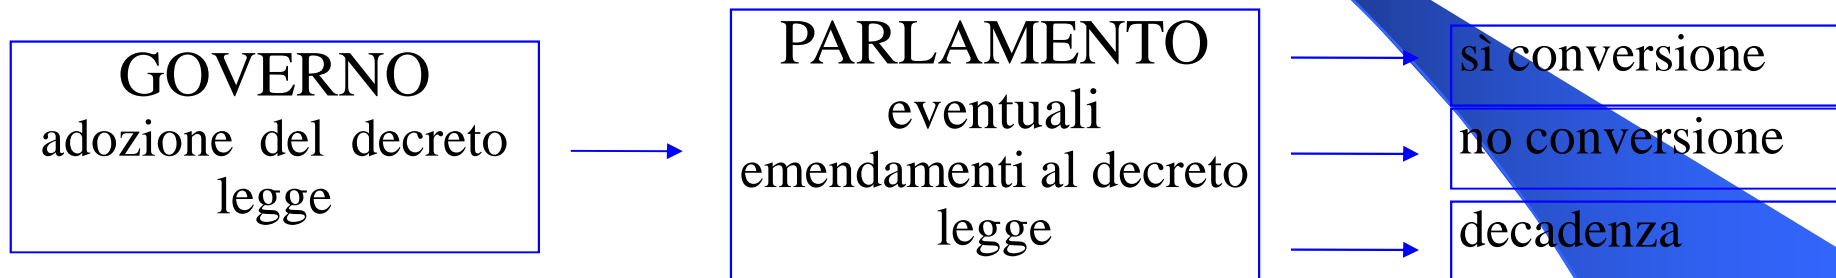 GOVERNO
adozione del decreto
legge
PARLAMENTO
eventuali
emendamenti al decreto
legge
sì conversione
no conversione
decadenza